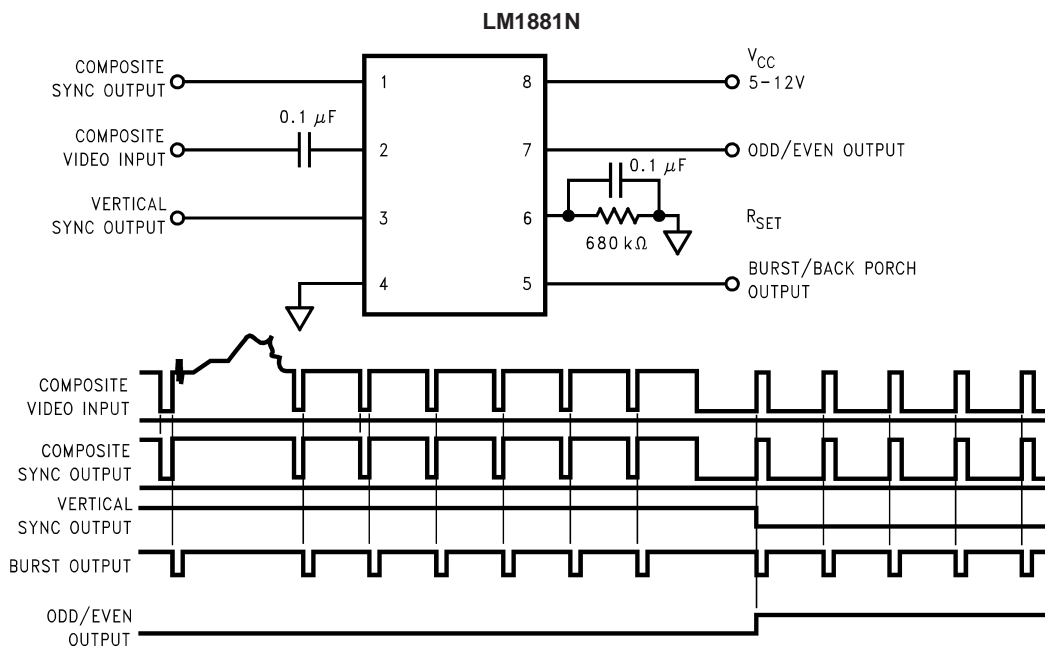 LM1881N
COMPOSITE
SYNC OUTPUT
1
8
V_CC
5-12V
COMPOSITE
VIDEO INPUT
0.1 μF
2
7
ODD/EVEN OUTPUT
VERTICAL
SYNC OUTPUT
3
6
0.1 μF
680 kΩ
R_SET
4
5
BURST/BACK PORCH
OUTPUT
COMPOSITE
VIDEO INPUT
COMPOSITE
SYNC OUTPUT
VERTICAL
SYNC OUTPUT
BURST OUTPUT
ODD/EVEN
OUTPUT